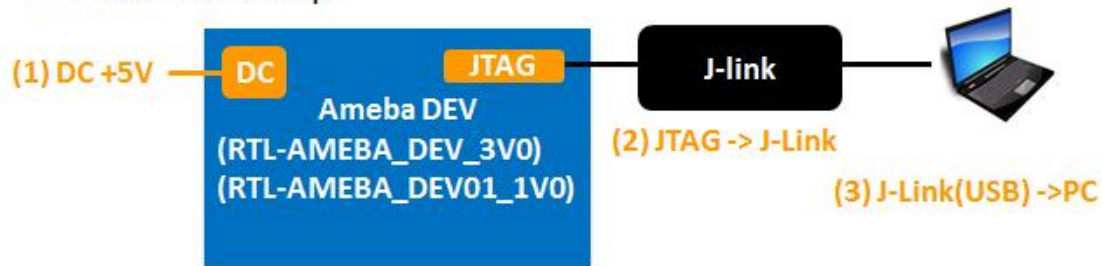 (1) DC +5V
DC
JTAG
Ameba DEV
(RTL-AMEBA_DEV_3V0)
(RTL-AMEBA_DEV01_1V0)
J-link
(2) JTAG -> J-Link
(3) J-Link(USB) ->PC